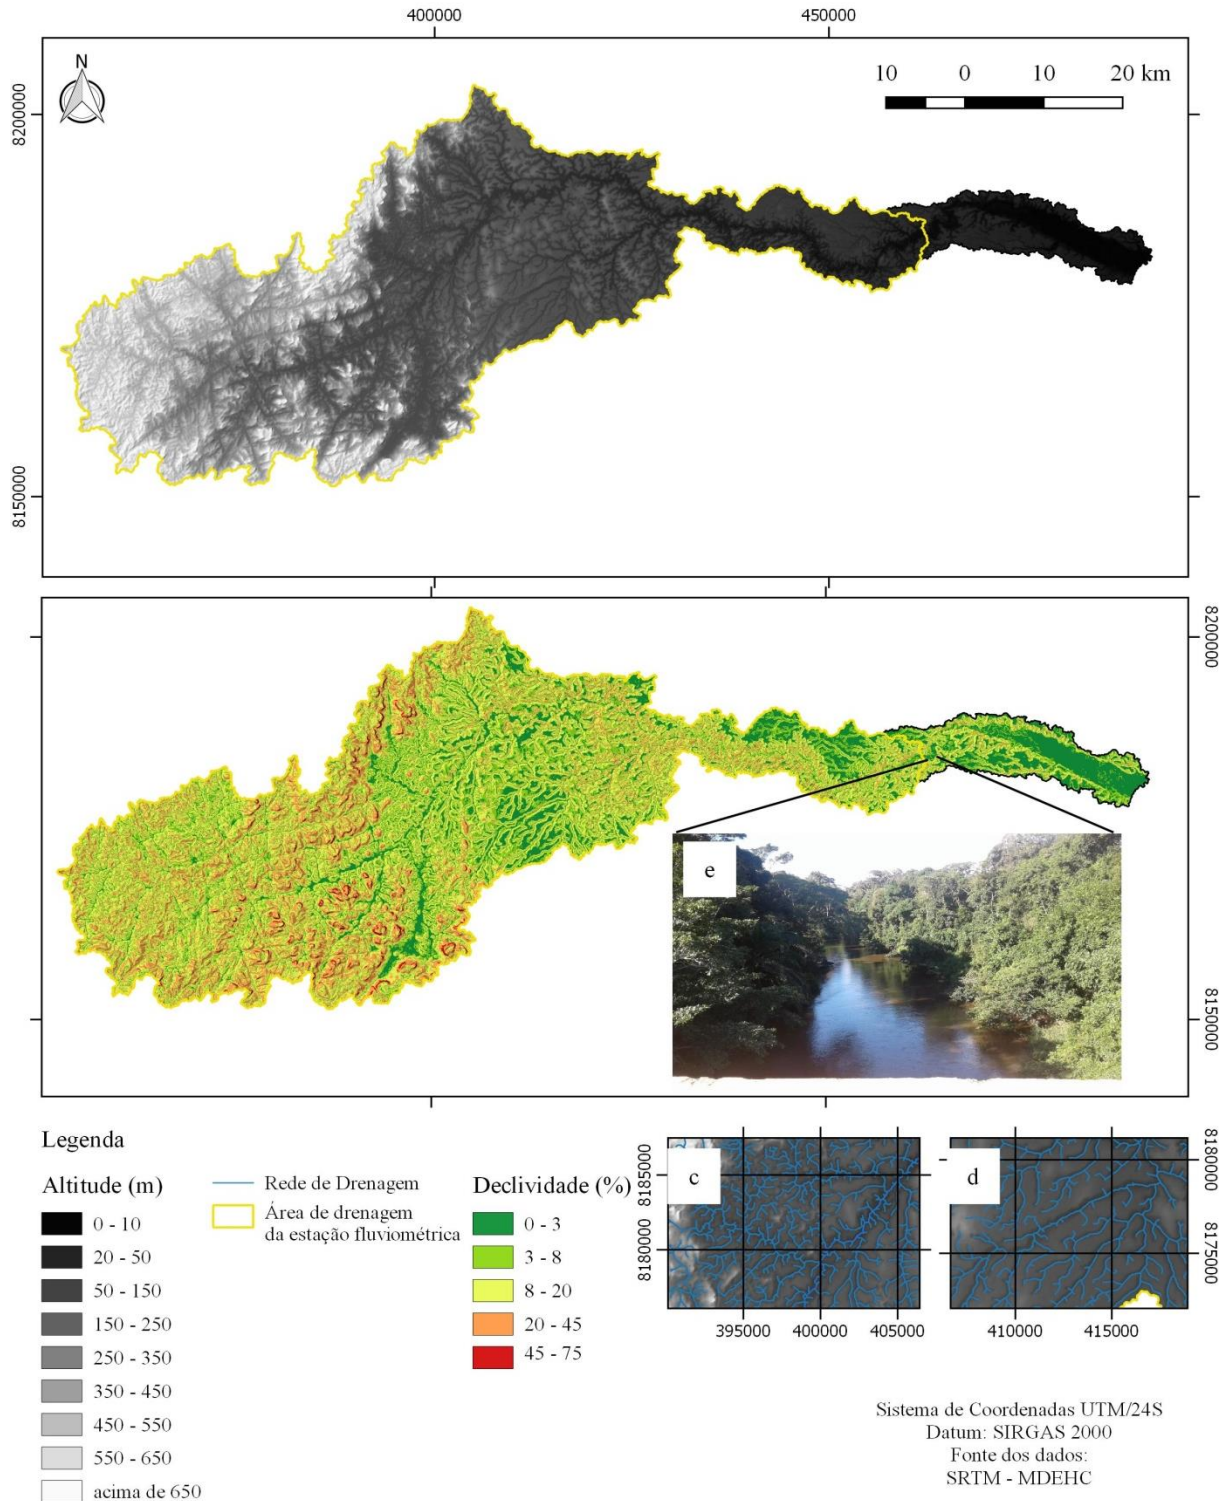 400000
450000
N
10
0
10
20 km
8200000
8150000
8200000
8150000
e
Legenda
Altitude (m)
0 - 10
20 - 50
50 - 150
150 - 250
250 - 350
350 - 450
450 - 550
550 - 650
acima de 650
Rede de Drenagem
Área de drenagem
da estação fluviométrica
Declividade (%)
0 - 3
3 - 8
8 - 20
20 - 45
45 - 75
c
8185000
8180000
395000
400000
405000
d
8180000
8175000
410000
415000
Sistema de Coordenadas UTM/24S
Datum: SIRGAS 2000
Fonte dos dados:
SRTM - MDEHC